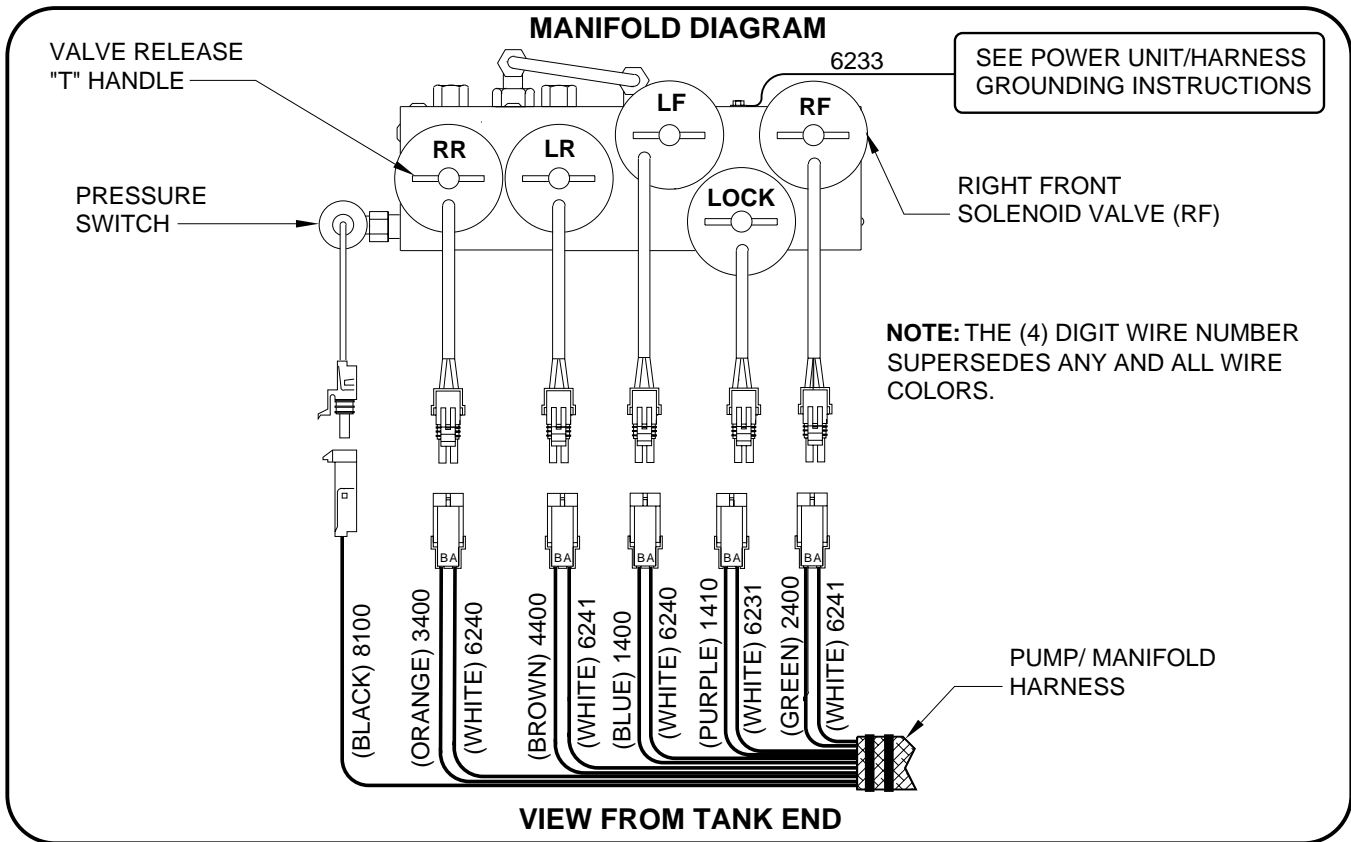 MANIFOLD DIAGRAM
VALVE RELEASE
"T" HANDLE
6233
SEE POWER UNIT/HARNESS
GROUNDING INSTRUCTIONS
LF
RF
RR
LR
LOCK
PRESSURE
SWITCH
RIGHT FRONT
SOLENOID VALVE (RF)
NOTE: THE (4) DIGIT WIRE NUMBER
SUPERSEDES ANY AND ALL WIRE
COLORS.
BA
BA
BA
BA
BA
(BLACK) 8100
(ORANGE) 3400
(WHITE) 6240
(BROWN) 4400
(WHITE) 6241
(BLUE) 1400
(WHITE) 6240
(PURPLE) 1410
(WHITE) 6231
(GREEN) 2400
(WHITE) 6241
PUMP/ MANIFOLD
HARNESS
VIEW FROM TANK END